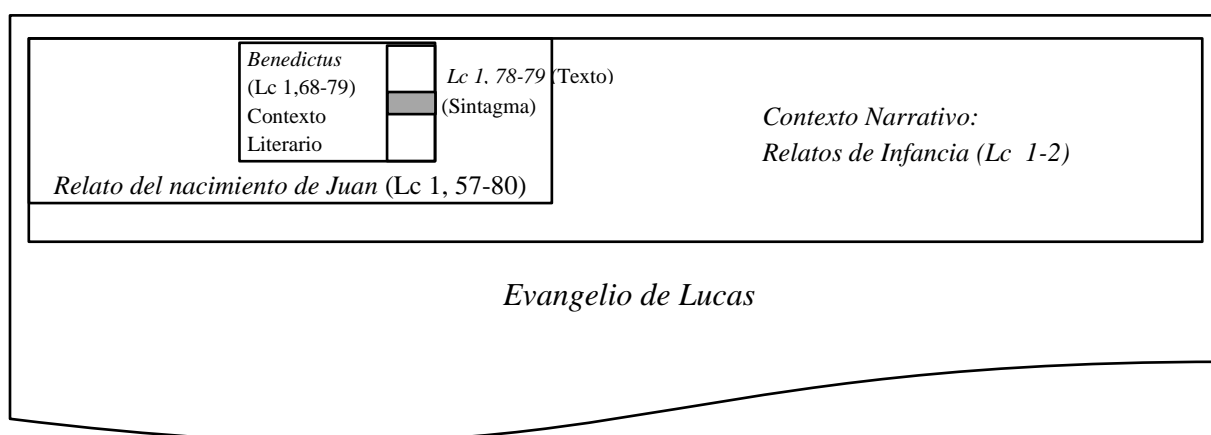 Benedictus
(Lc 1,68-79)
Contexto
Literario
Lc 1, 78-79 (Texto)
(Sintagma)
Contexto Narrativo:
Relatos de Infancia (Lc 1-2)
Relato del nacimiento de Juan (Lc 1, 57-80)
Evangelio de Lucas